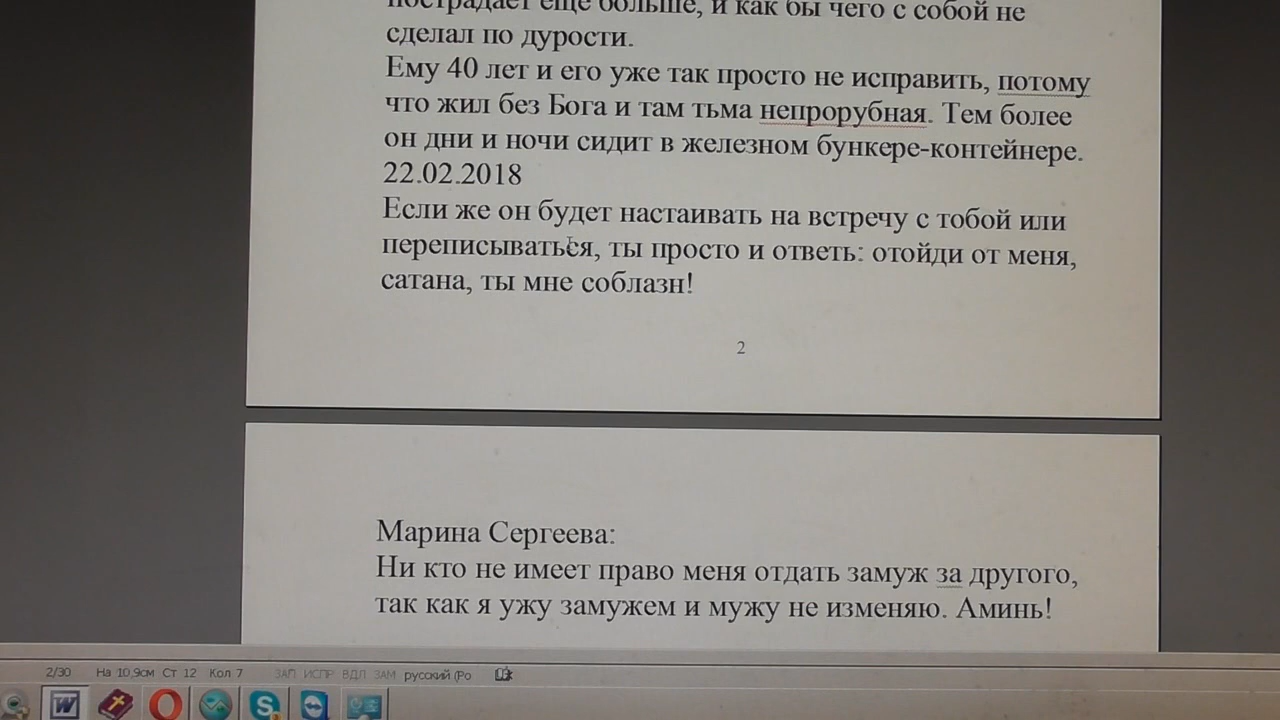 пострадает еще больше, и как бы чего с собой не
сделал по дурости.
Ему 40 лет и его уже так просто не исправить, потому
что жил без Бога и там тьма непрорубная. Тем более
он дни и ночи сидит в железном бункере-контейнере.
22.02.2018
Если же он будет настаивать на встречу с тобой или
переписываться, ты просто и ответь: отойди от меня,
сатана, ты мне соблазн!
2
Марина Сергеева:
Ни кто не имеет право меня отдать замуж за другого,
так как я ужу замужем и мужу не изменяю. Аминь!
2/30 На 10,9см Ст 12 Кол 7 ЗАП ИСПР ВДЛ ЗАМ русский (Ро